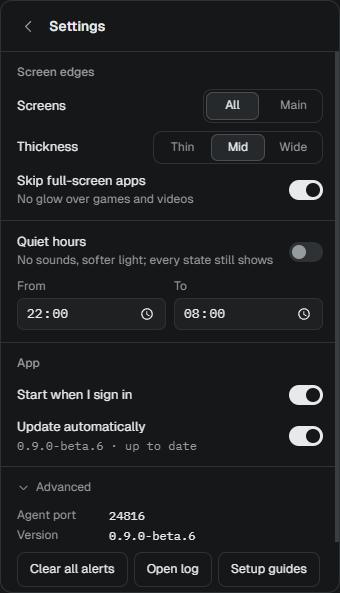 Settings
Screen edges
Screens All Main
Thickness Thin Mid Wide
Skip full-screen apps
No glow over games and videos
Quiet hours
No sounds, softer light; every state still shows
From To
22:00 08:00
App
Start when I sign in
Update automatically
0.9.0-beta.6 · up to date
Advanced
Agent port 24816
Version 0.9.0-beta.6
Clear all alerts Open log Setup guides